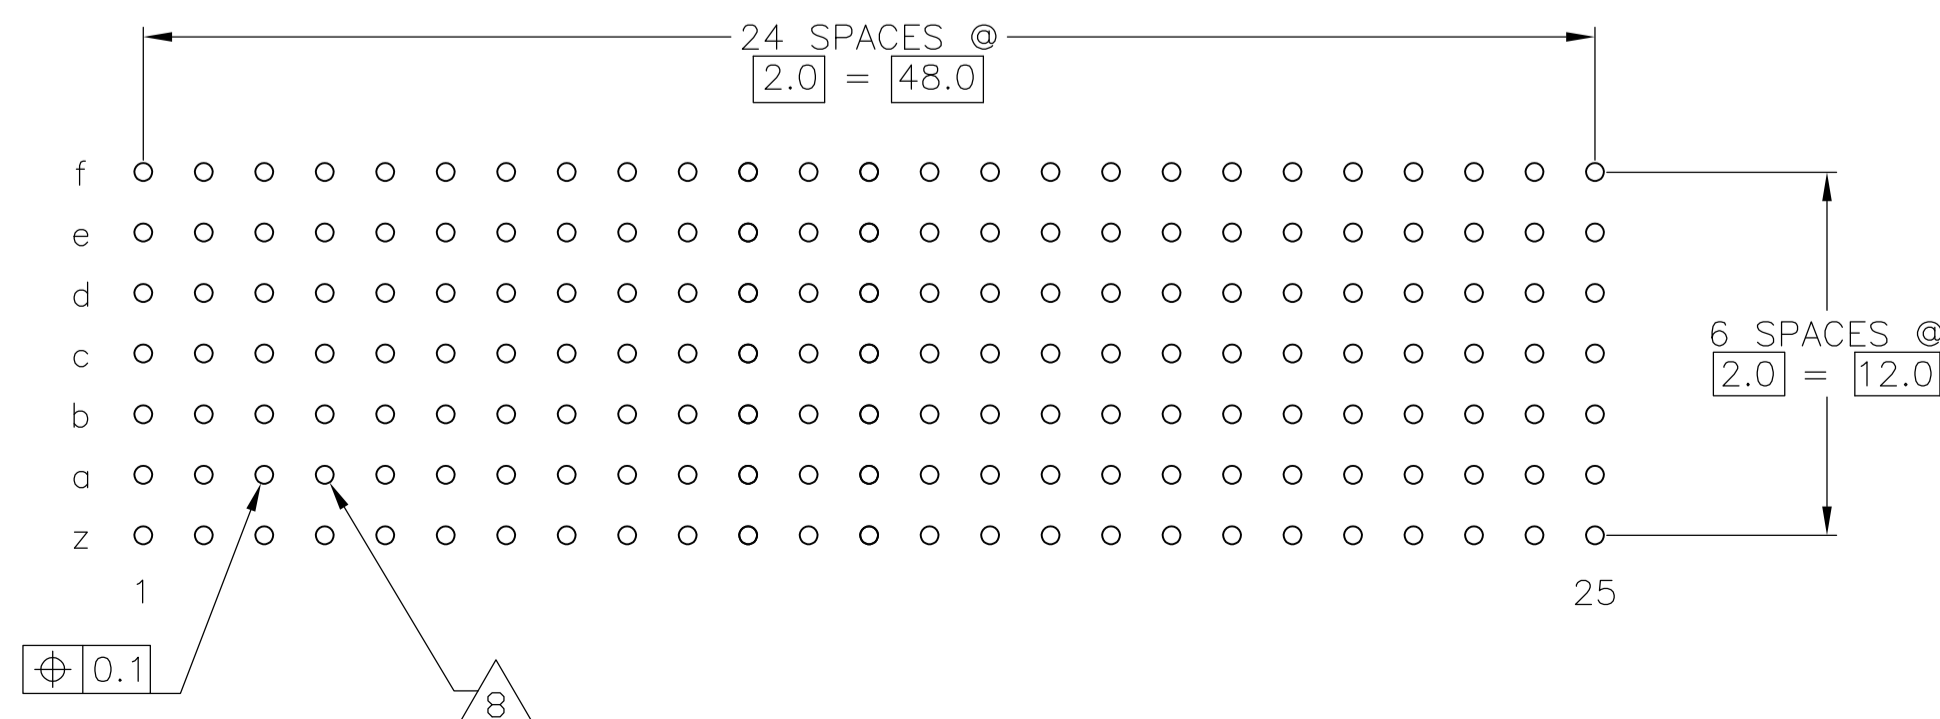 24 SPACES @
2.0 = 48.0
f
e
d
c
6 SPACES @
2.0 = 12.0
b
a
z
1
25
⌖ 0.1
8